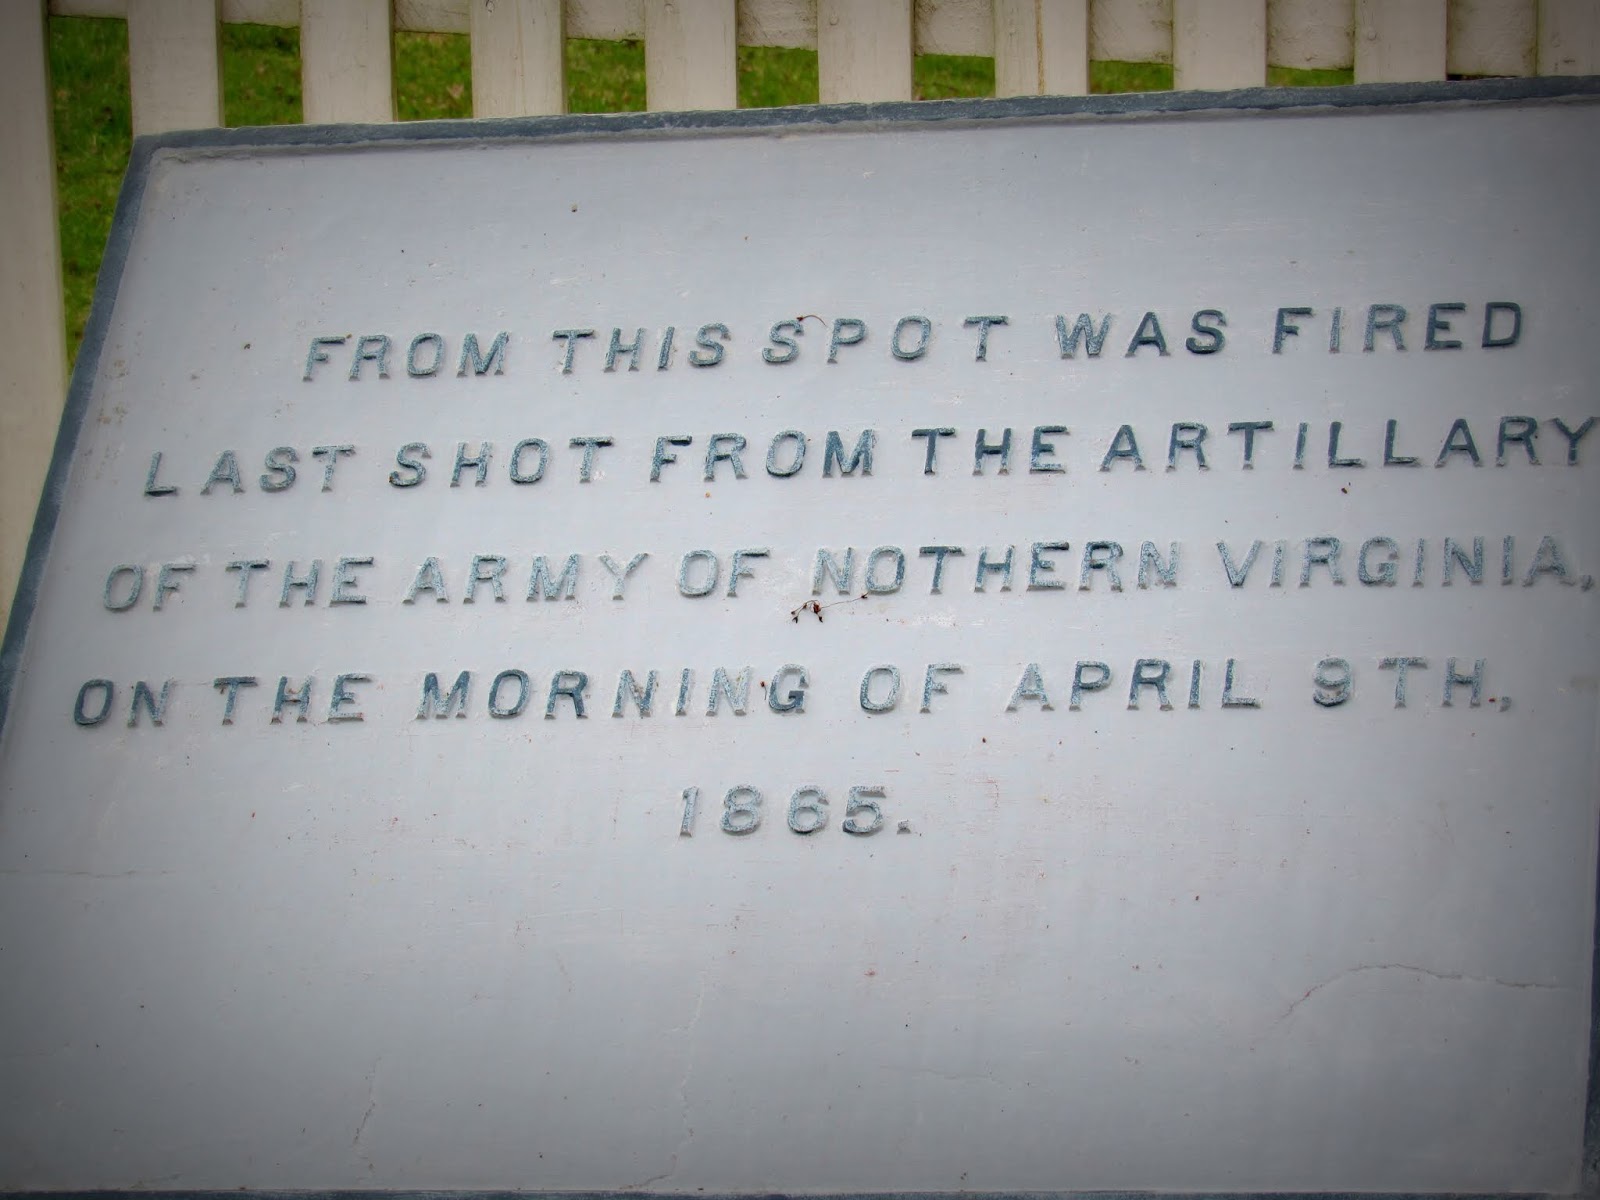 FROM THIS SPOT WAS FIRED
LAST SHOT FROM THE ARTILLARY
OF THE ARMY OF NOTHERN VIRGINIA,
ON THE MORNING OF APRIL 9TH,
1865.